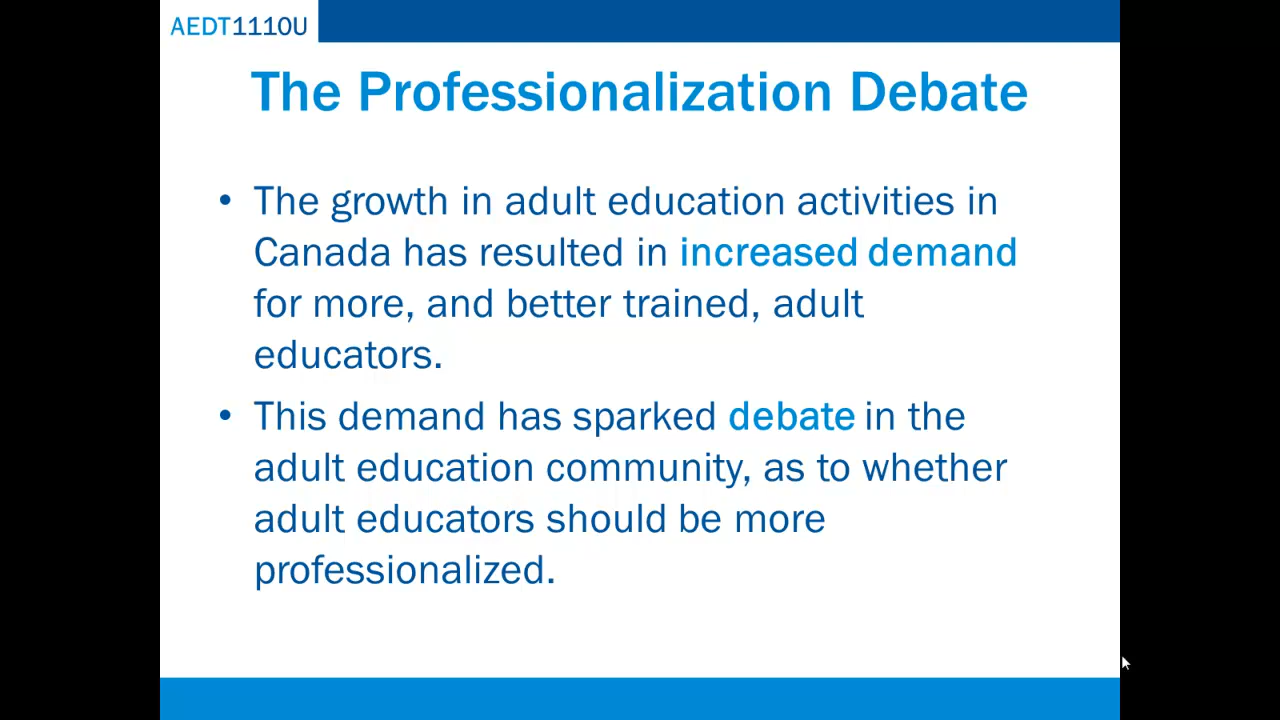 AEDT1110U
The Professionalization Debate
• The growth in adult education activities in
Canada has resulted in increased demand
for more, and better trained, adult
educators.
• This demand has sparked debate in the
adult education community, as to whether
adult educators should be more
professionalized.